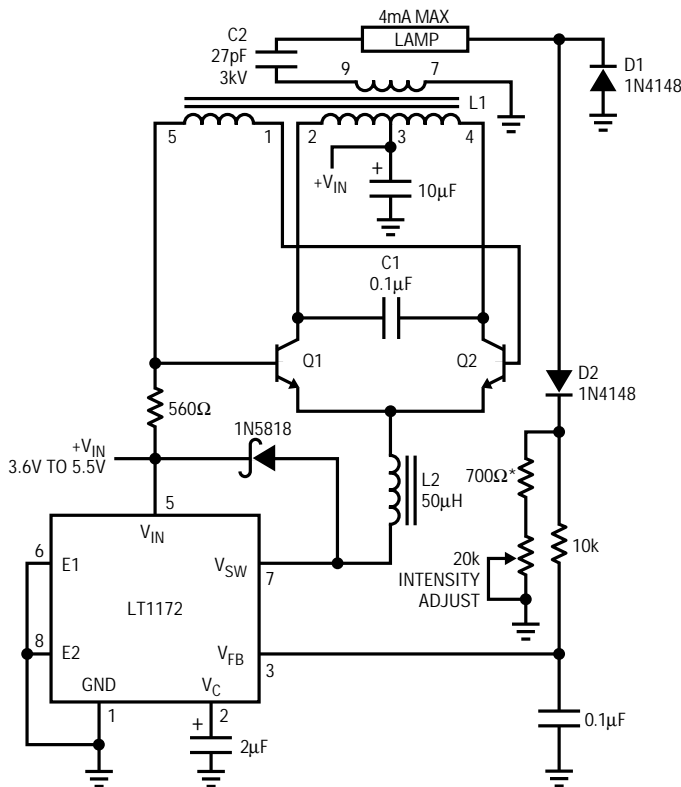 4mA MAX
LAMP
C2
27pF
3kV
9
7
D1
1N4148
L1
5
1
2
3
4
+
+VIN
10µF
C1
0.1µF
Q1
Q2
D2
1N4148
560Ω
1N5818
+VIN
3.6V TO 5.5V
L2
50µH
700Ω*
10k
20k
INTENSITY
ADJUST
5
VIN
6
E1
VSW
7
LT1172
8
E2
VFB
3
GND
VC
1
2
+
2µF
0.1µF